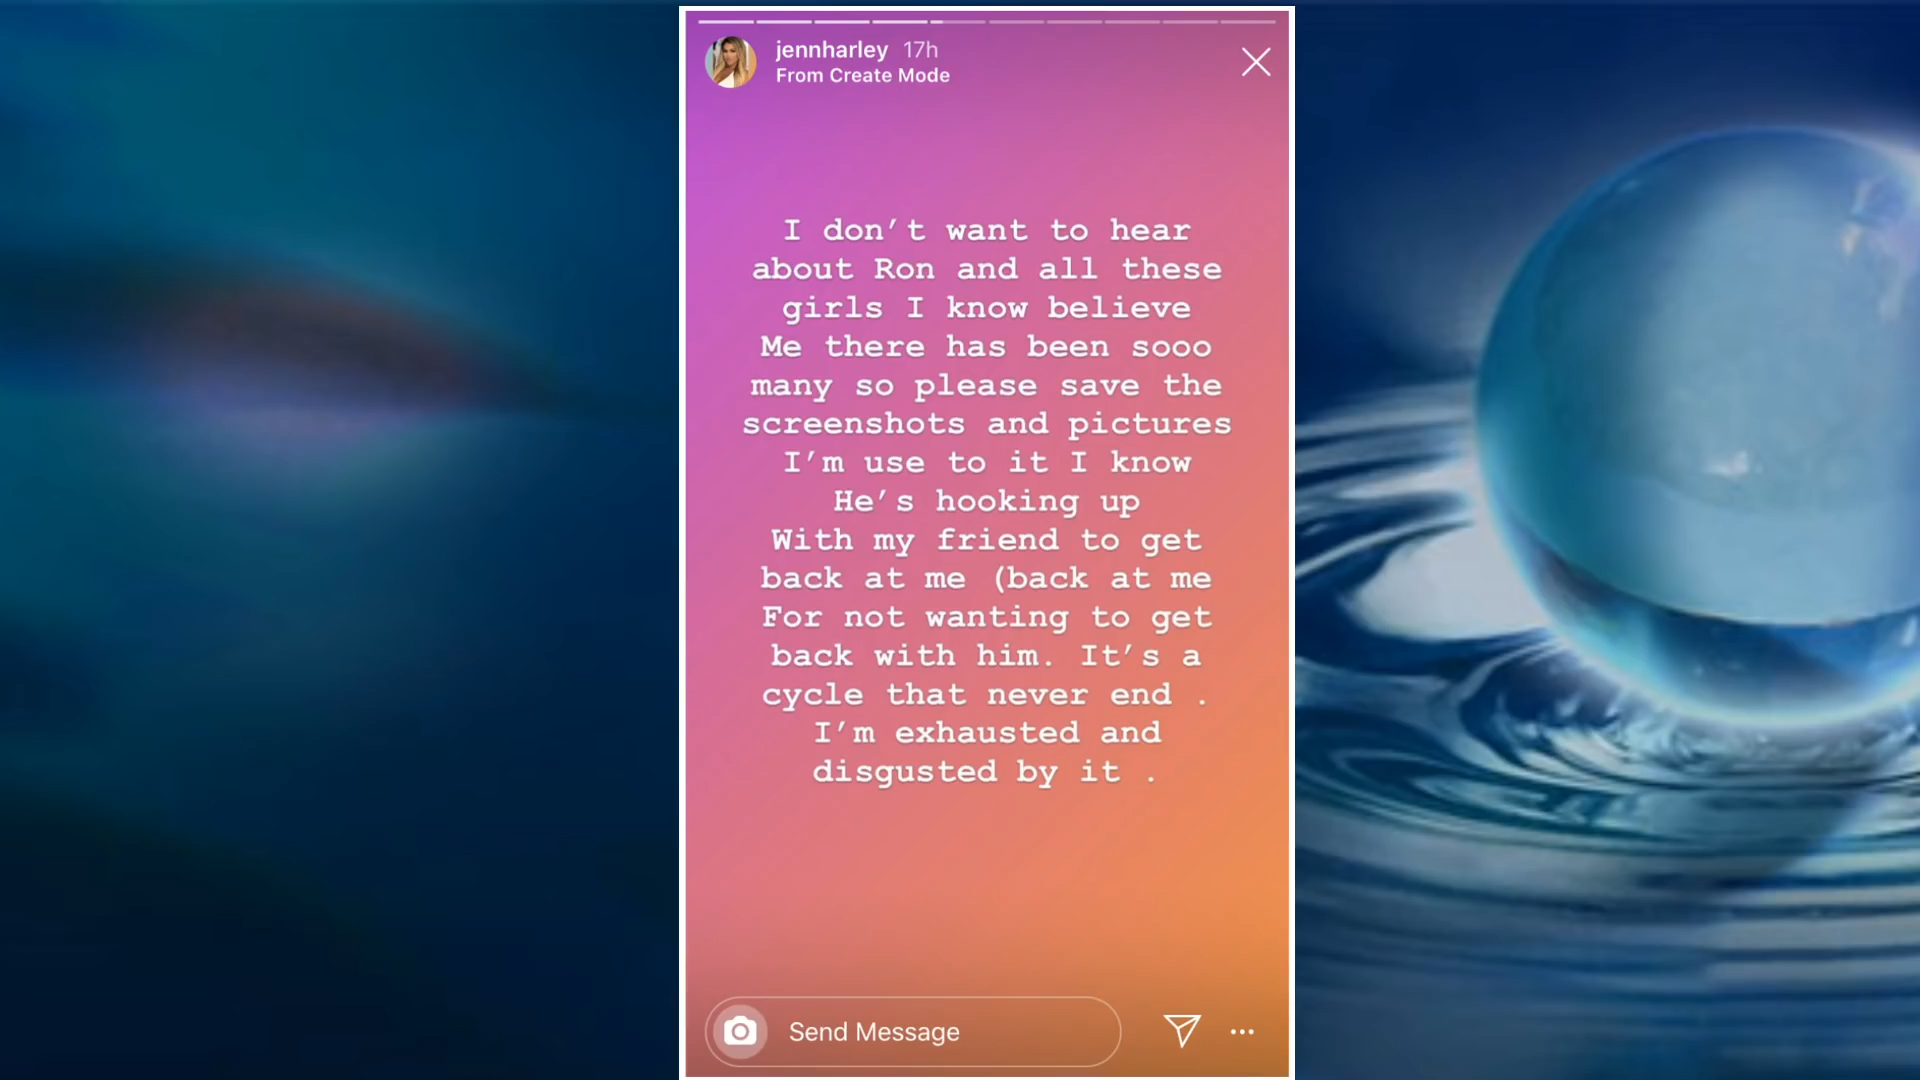 jennharley 17h
From Create Mode
I don’t want to hear
about Ron and all these
girls I know believe
Me there has been sooo
many so please save the
screenshots and pictures
I’m use to it I know
He’s hooking up
With my friend to get
back at me (back at me
For not wanting to get
back with him. It’s a
cycle that never end .
I’m exhausted and
disgusted by it .
Send Message